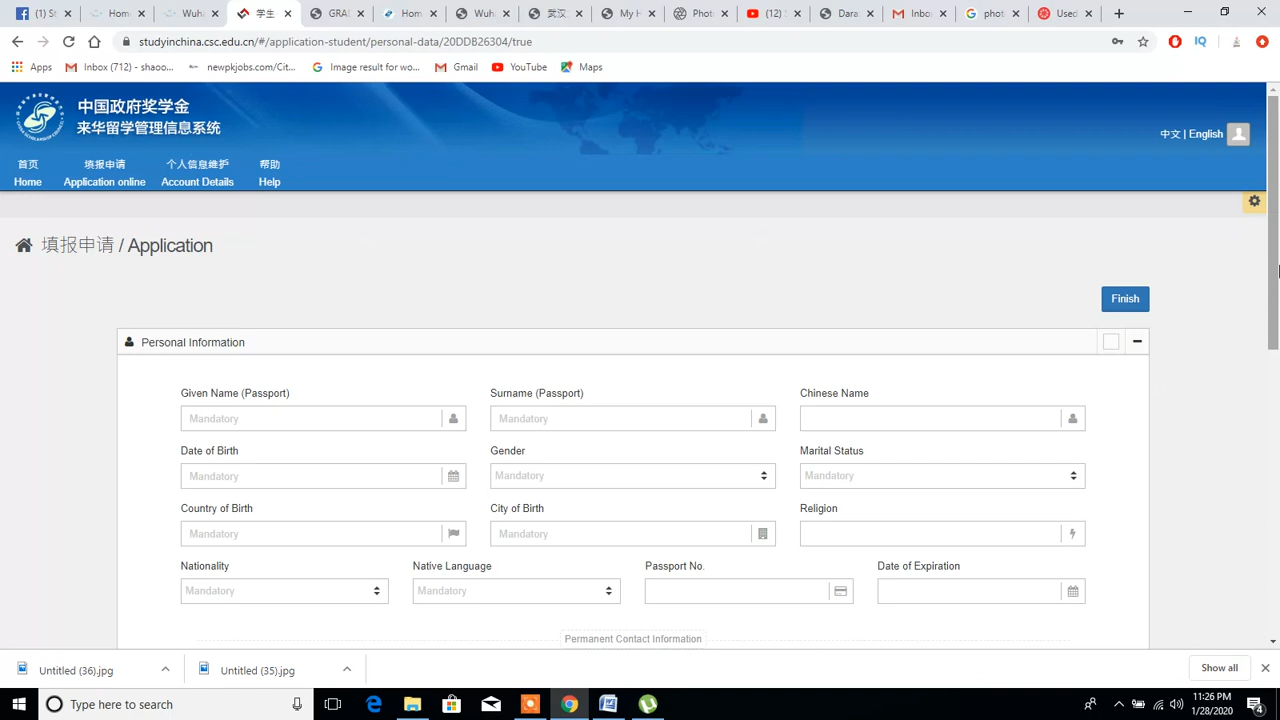 (1) St
Hom
Wuha
学生
GRAD
Home
Wuh
武汉
My H
Photo
(12) S
Dara
Inbo
phot
Used
studyinchina.csc.edu.cn/#/application-student/personal-data/20DDB26304/true
Apps
Inbox (712) - shaoo...
newpkjobs.com/Cit...
Image result for wo...
Gmail
YouTube
Maps
中国政府奖学金
来华留学管理信息系统
中文 | English
首页 填报申请 个人信息维护 帮助
Home Application online Account Details Help
填报申请 / Application
Finish
Personal Information
Given Name (Passport) Surname (Passport) Chinese Name
Mandatory Mandatory
Date of Birth Gender Marital Status
Mandatory Mandatory Mandatory
Country of Birth City of Birth Religion
Mandatory Mandatory
Nationality Native Language Passport No. Date of Expiration
Mandatory Mandatory
Permanent Contact Information
Untitled (36).jpg
Untitled (35).jpg
Show all
Type here to search
11:26 PM
1/28/2020
4